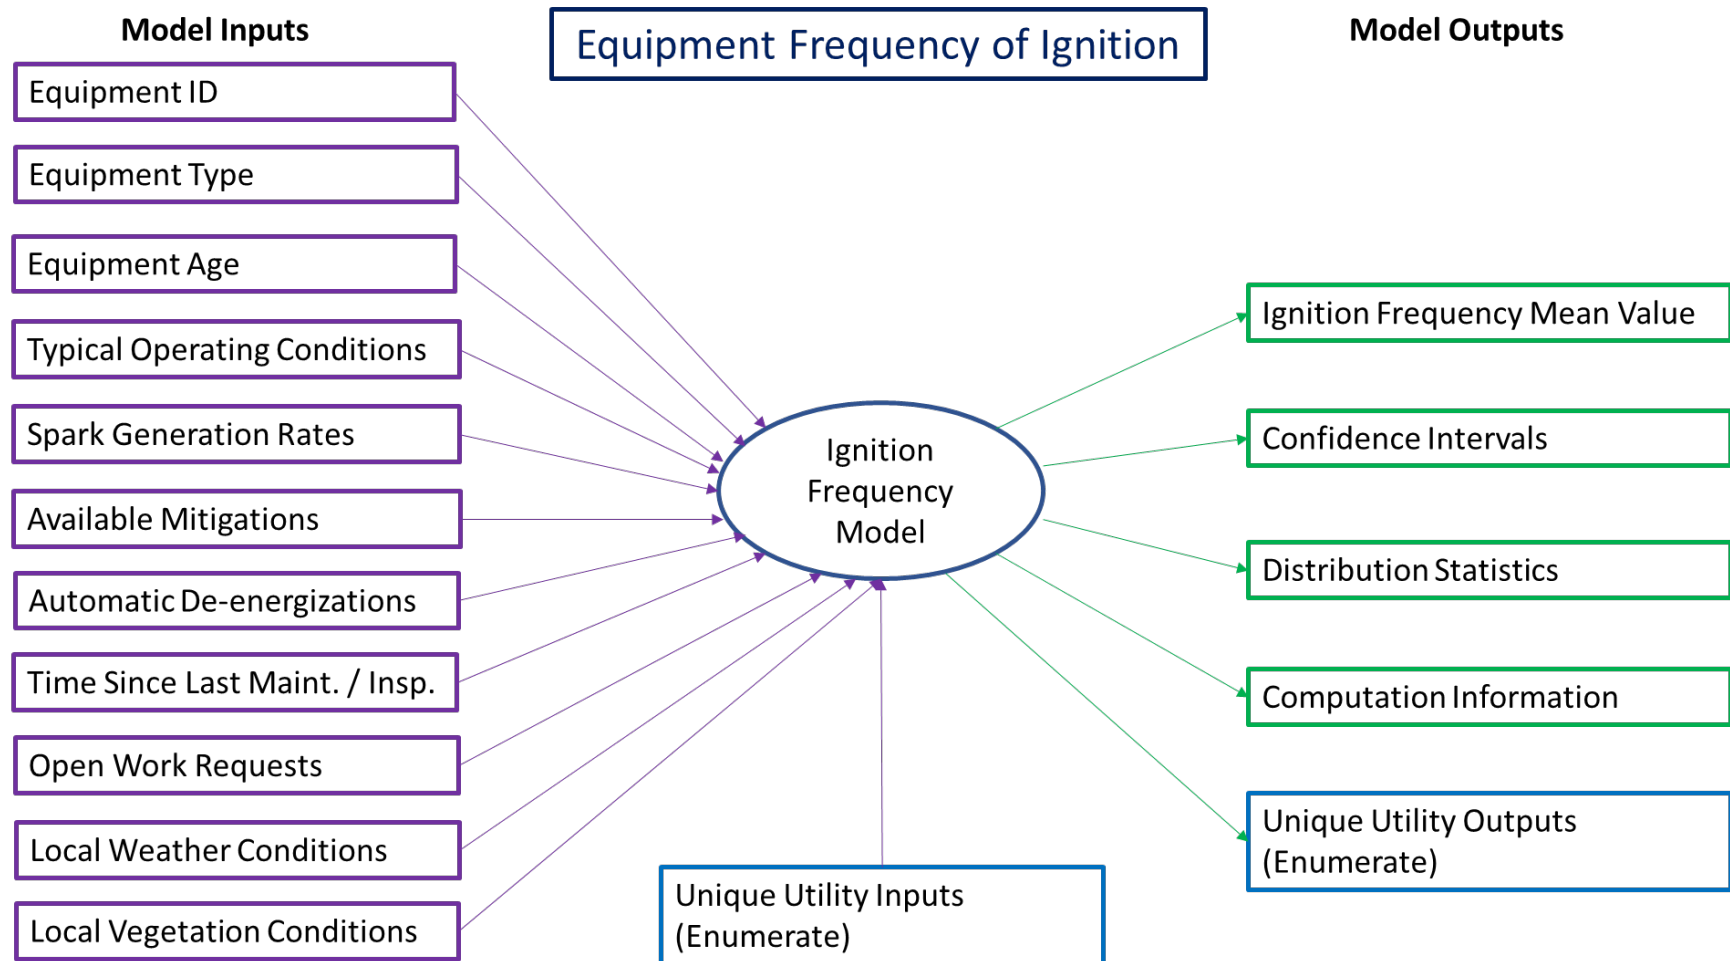 Model Inputs
Equipment Frequency of Ignition
Model Outputs
Equipment ID
Equipment Type
Equipment Age
Typical Operating Conditions
Spark Generation Rates
Available Mitigations
Automatic De-energizations
Time Since Last Maint. / Insp.
Open Work Requests
Local Weather Conditions
Local Vegetation Conditions
Ignition
Frequency
Model
Unique Utility Inputs
(Enumerate)
Ignition Frequency Mean Value
Confidence Intervals
Distribution Statistics
Computation Information
Unique Utility Outputs
(Enumerate)